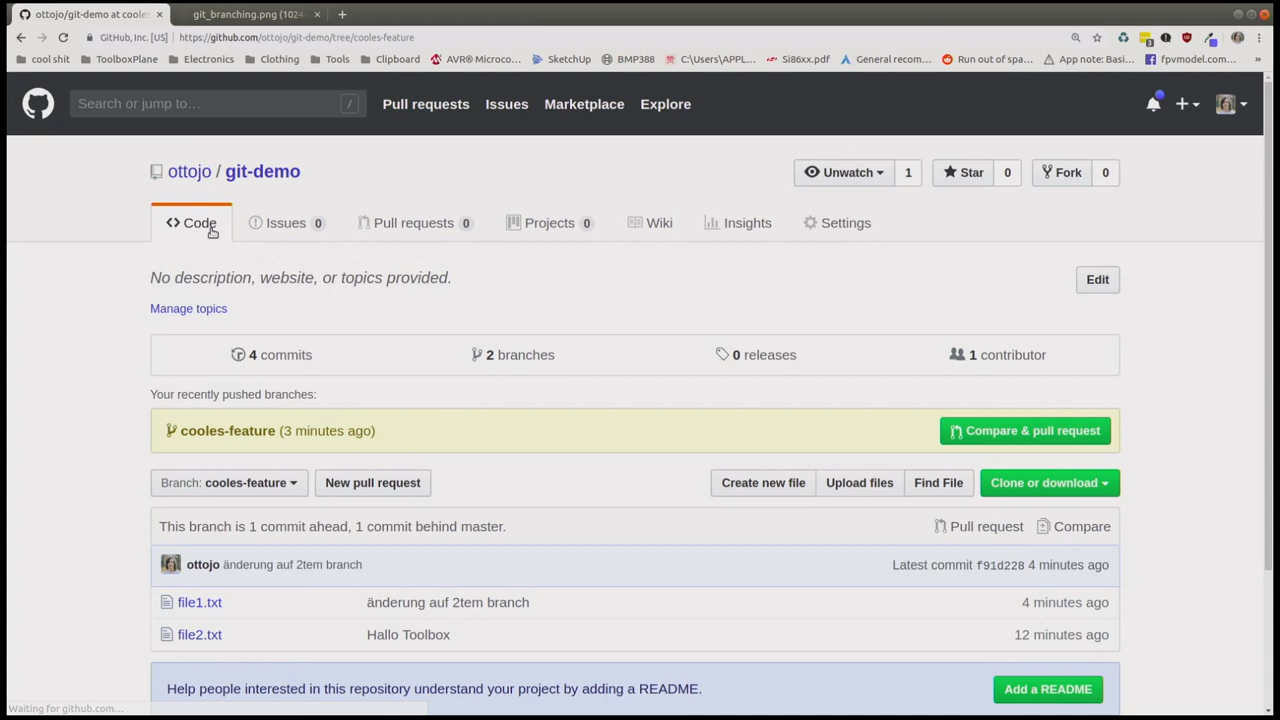 ottojo/git-demo at cooles
git_branching.png (1024
GitHub, Inc. [US]
https://github.com/ottojo/git-demo/tree/cooles-feature
cool shit
ToolboxPlane
Electronics
Clothing
Tools
Clipboard
AVR® Microco...
SketchUp
BMP388
C:\Users\APPL...
Si86xx.pdf
General recom...
Run out of spa...
App note: Basi...
fpvmodel.com...
»
Search or jump to...
/
Pull requests
Issues
Marketplace
Explore
ottojo / git-demo
Unwatch
1
Star
0
Fork
0
Code
Issues 0
Pull requests 0
Projects 0
Wiki
Insights
Settings
No description, website, or topics provided.
Edit
Manage topics
4 commits
2 branches
0 releases
1 contributor
Your recently pushed branches:
cooles-feature (3 minutes ago)
Compare & pull request
Branch: cooles-feature
New pull request
Create new file
Upload files
Find File
Clone or download
This branch is 1 commit ahead, 1 commit behind master.
Pull request
Compare
ottojo änderung auf 2tem branch
Latest commit f91d228 4 minutes ago
file1.txt
änderung auf 2tem branch
4 minutes ago
file2.txt
Hallo Toolbox
12 minutes ago
Help people interested in this repository understand your project by adding a README.
Add a README
Waiting for github.com...